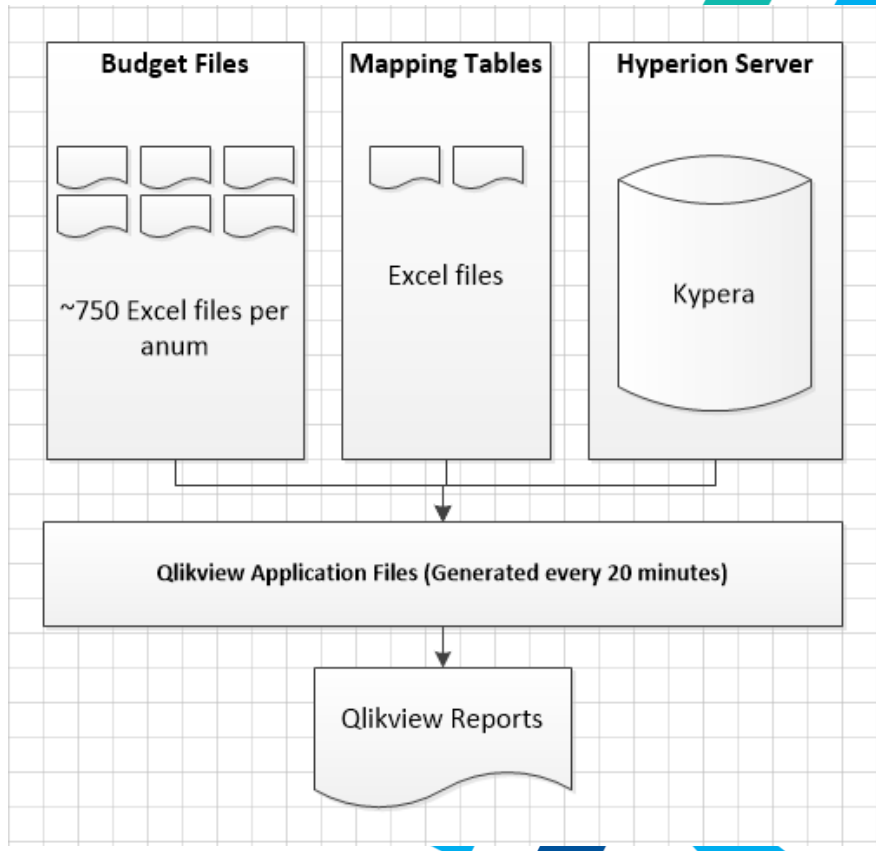 Budget Files
Mapping Tables
Hyperion Server
~750 Excel files per
anum
Excel files
Kypera
Qlikview Application Files (Generated every 20 minutes)
Qlikview Reports